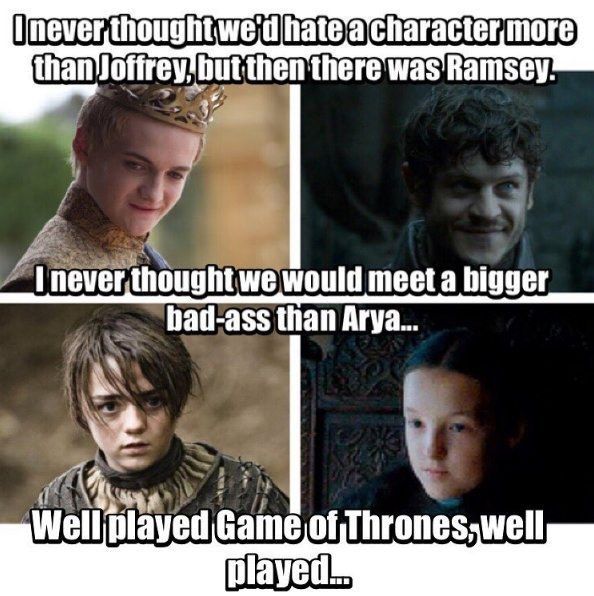 I never thought we'd hate a character more
than Joffrey, but then there was Ramsey.
I never thought we would meet a bigger
bad-ass than Arya...
Well played Game of Thrones, well
played...